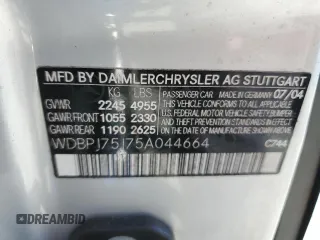 MFD BY DAIMLERCHRYSLER AG STUTTGART
KG LBS PASSENGER CAR MADE IN GERMANY 07/04
GVWR 2245 4955 THIS VEHICLE CONFORMS TO ALL
GAWR.FRONT 1055 2330 APPLICABLE U.S. FEDERAL MOTOR VEHICLE SAFETY, BUMPER,
GAWR.REAR 1190 2625 AND THEFT PREVENTION STANDARDS IN EFFECT ON THE DATE OF MANUFACTURE SHOWN ABOVE.
WDBPJ75J75A044664 C744
DREAMBID